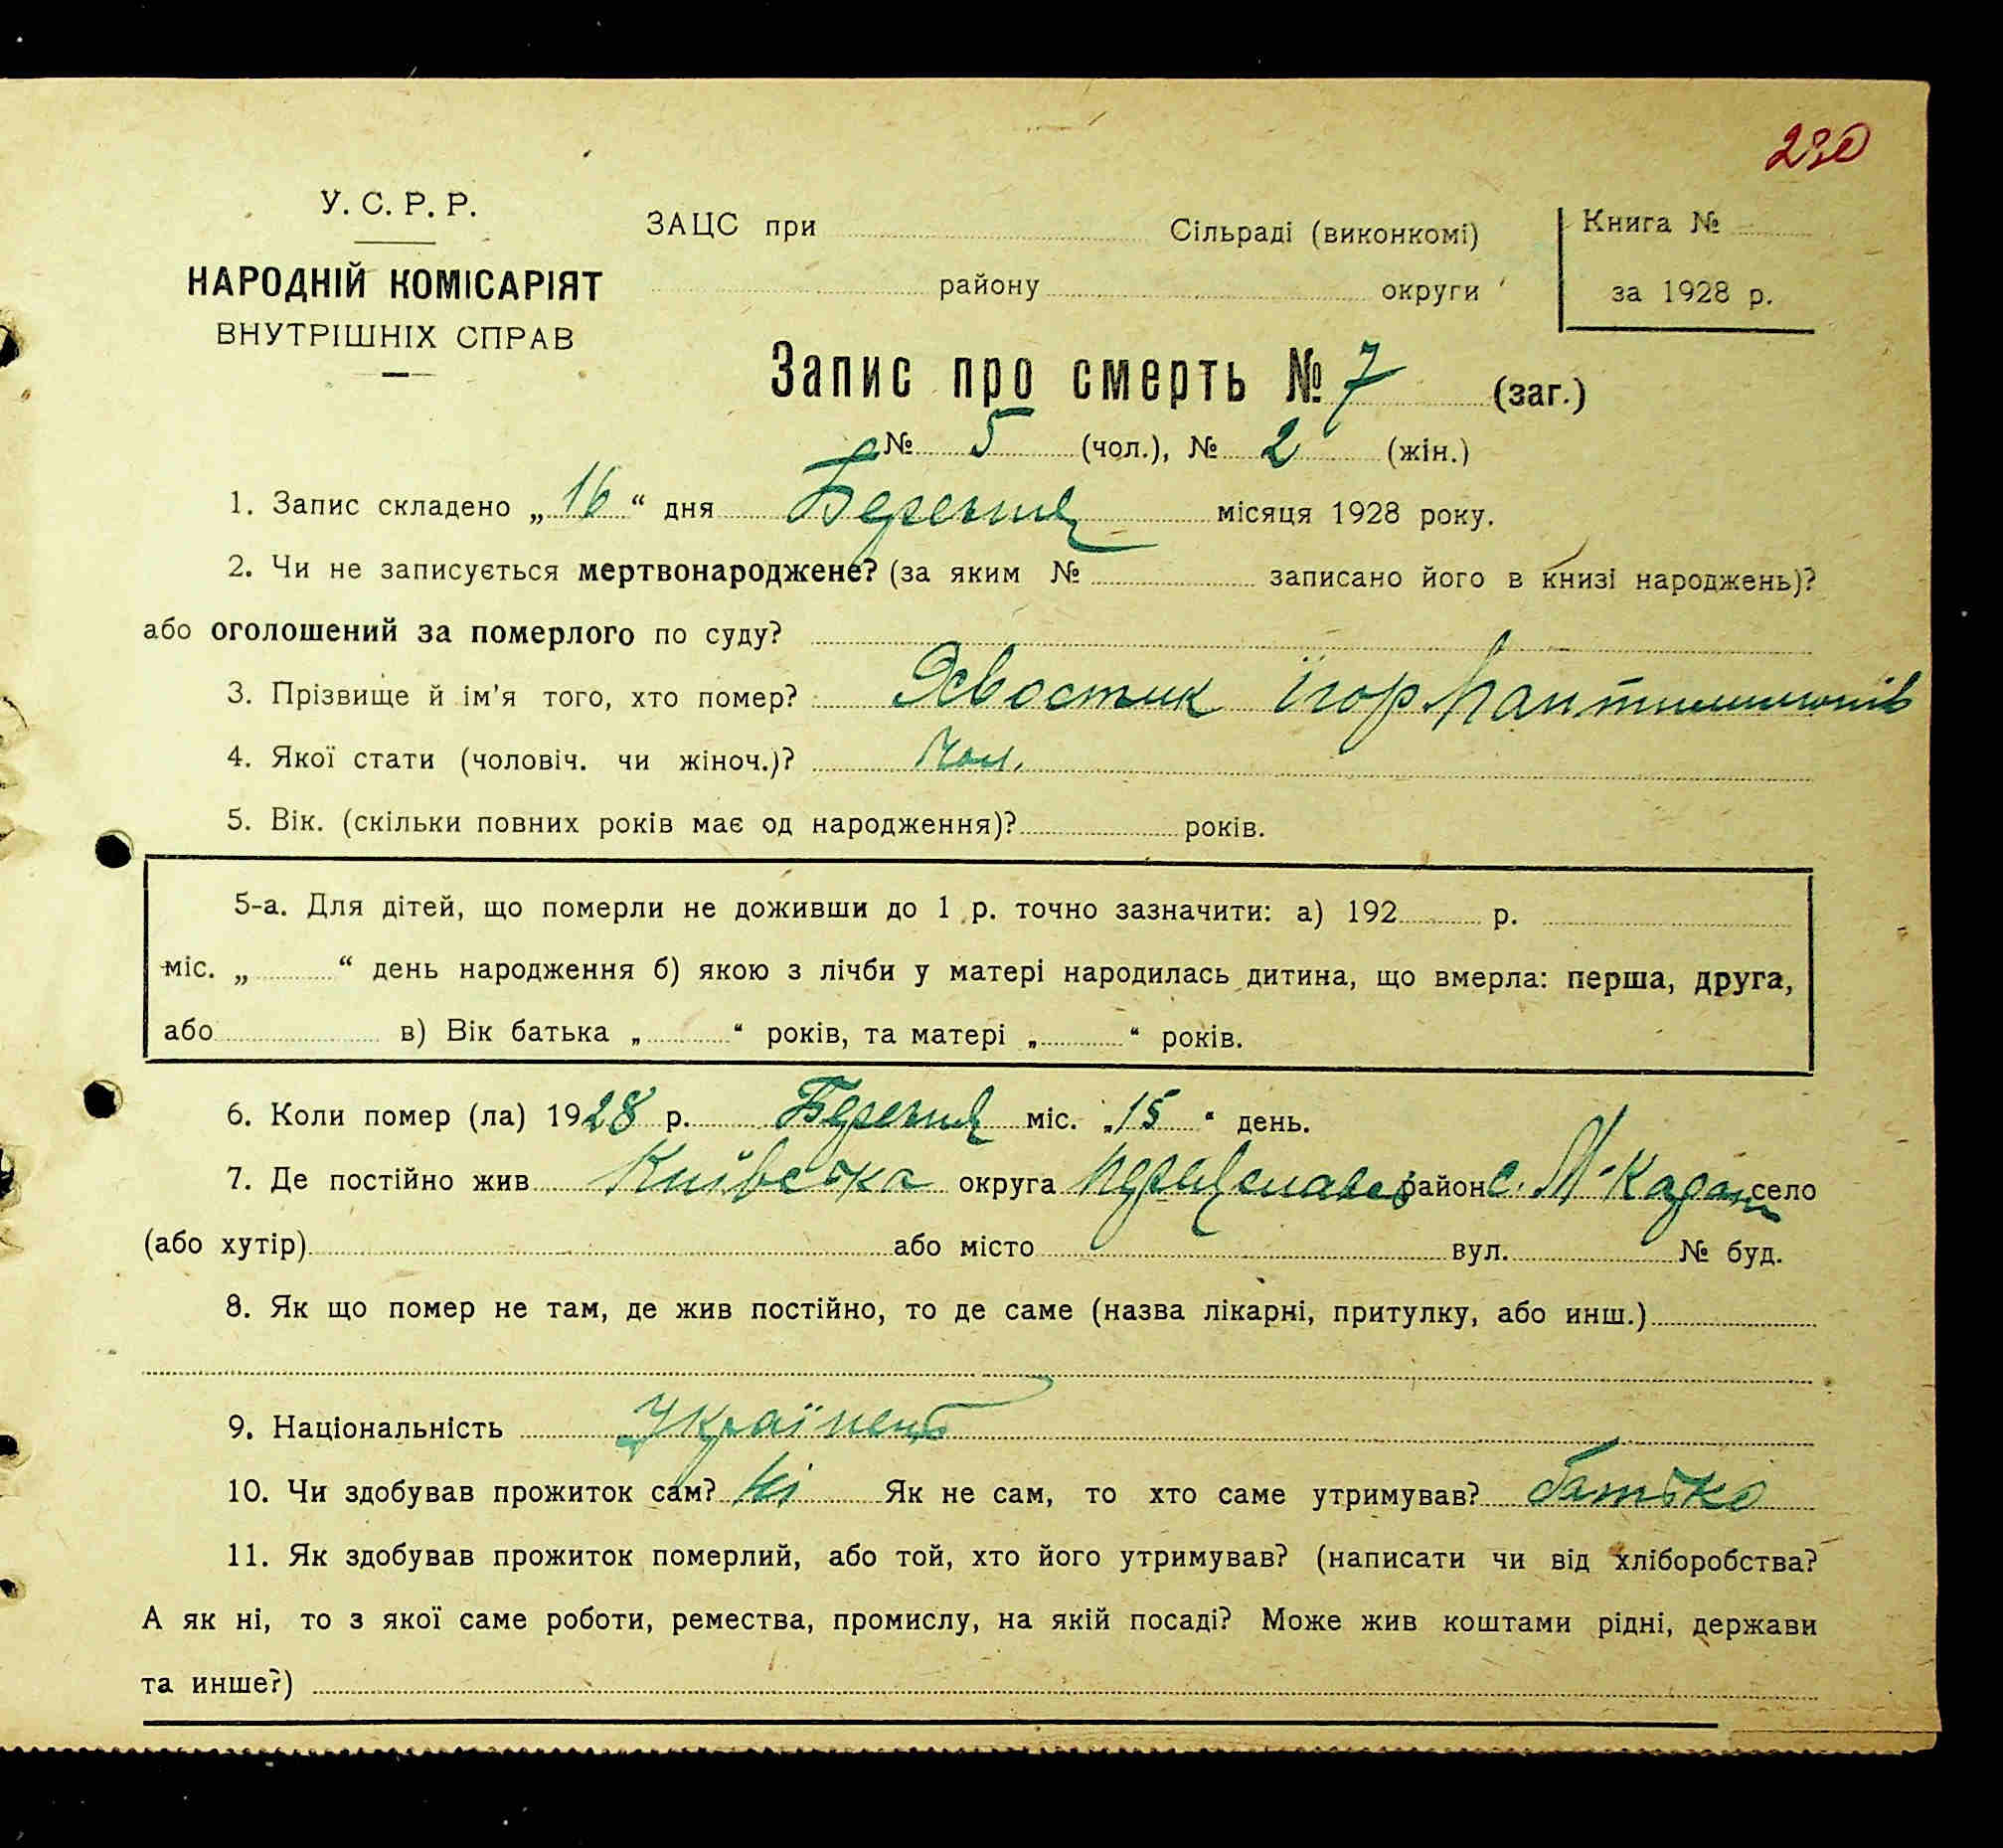 230
У. С. Р. Р.
НАРОДНІЙ КОМІСАРІЯТ
ВНУТРІШНІХ СПРАВ
ЗАЦС при Сільраді (виконкомі)
району округи
Книга №
за 1928 р.
Запис про смерть № 7 (заг.)
№ 5 (чол.), № 2 (жін.)
1. Запис складено „16“ дня Березня місяця 1928 року.
2. Чи не записується мертвонароджене? (за яким № записано його в книзі народжень)?
або оголошений за померлого по суду?
3. Прізвище й ім'я того, хто помер? Хвостик Ігор
4. Якої стати (чоловіч. чи жіноч.)? Чол.
5. Вік. (скільки повних років має од народження)? років.
5-а. Для дітей, що померли не доживши до 1 р. точно зазначити: а) 192 р.
міс. „ “ день народження б) якою з лічби у матері народилась дитина, що вмерла: перша, друга,
або в) Вік батька „ “ років, та матері „ “ років.
6. Коли помер (ла) 1928 р. Березня міс. „15“ день.
7. Де постійно жив Київська округа район с. село
(або хутір) або місто вул. № буд.
8. Як що помер не там, де жив постійно, то де саме (назва лікарні, притулку, або инш.)
9. Національність Українець
10. Чи здобував прожиток сам? Ні Як не сам, то хто саме утримував? батько
11. Як здобував прожиток померлий, або той, хто його утримував? (написати чи від хліборобства?
А як ні, то з якої саме роботи, ремества, промислу, на якій посаді? Може жив коштами рідні, держави
та инше?)